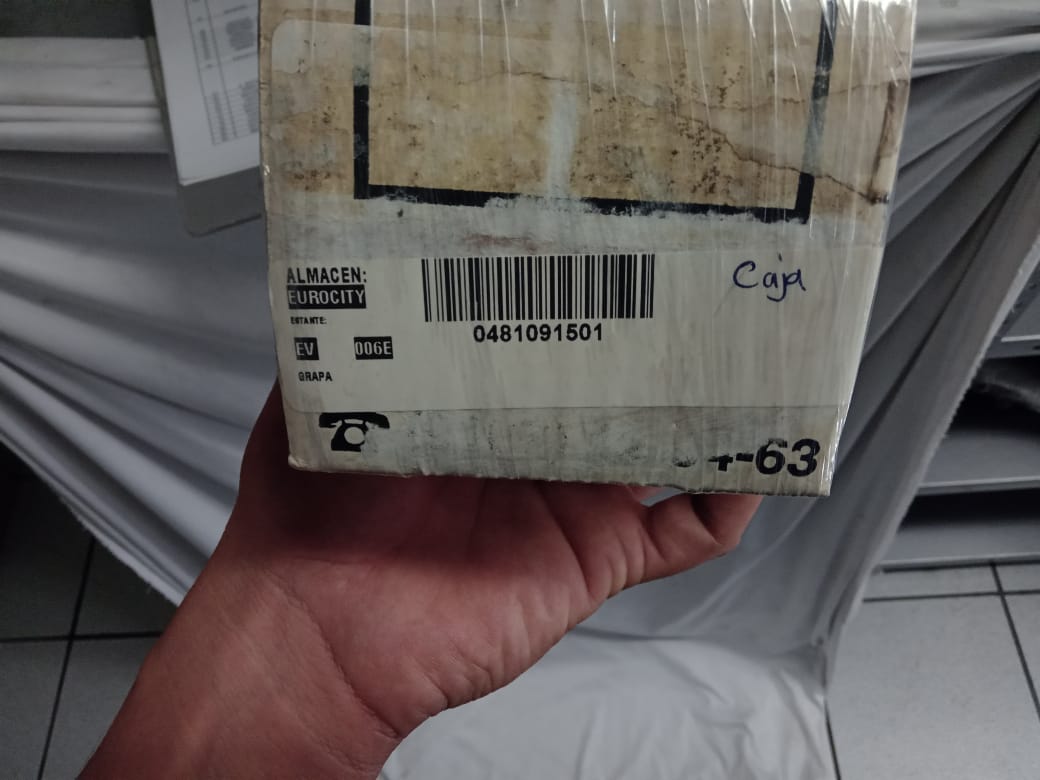 ALMACEN:
EUROCITY
ESTANTE:
EV 006E
GRAPA
0481091501
Caja
-63